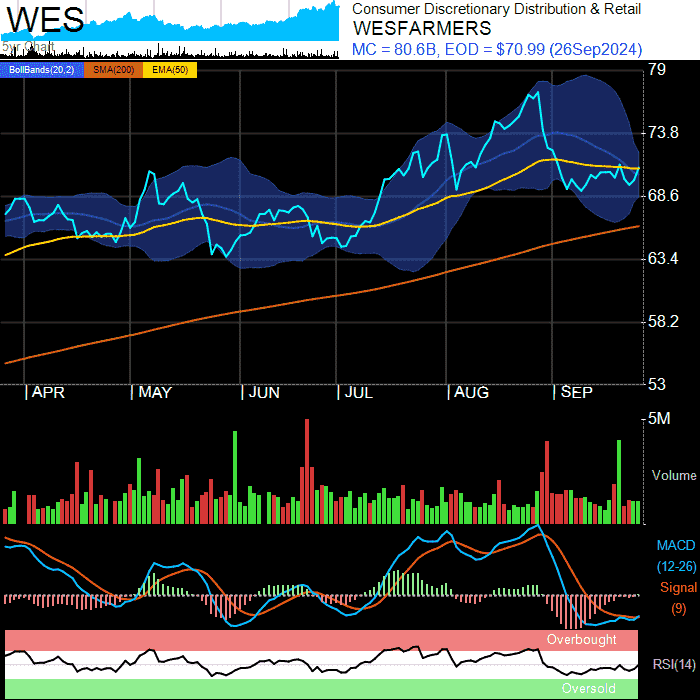 WES
5yr Chart
Consumer Discretionary Distribution & Retail
WESFARMERS
MC = 80.6B, EOD = $70.99 (26Sep2024)
BollBands(20,2) SMA(200) EMA(50)
79
73.8
68.6
63.4
58.2
53
APR MAY JUN JUL AUG SEP
5M
Volume
MACD
(12-26)
Signal
(9)
Overbought
RSI(14)
Oversold